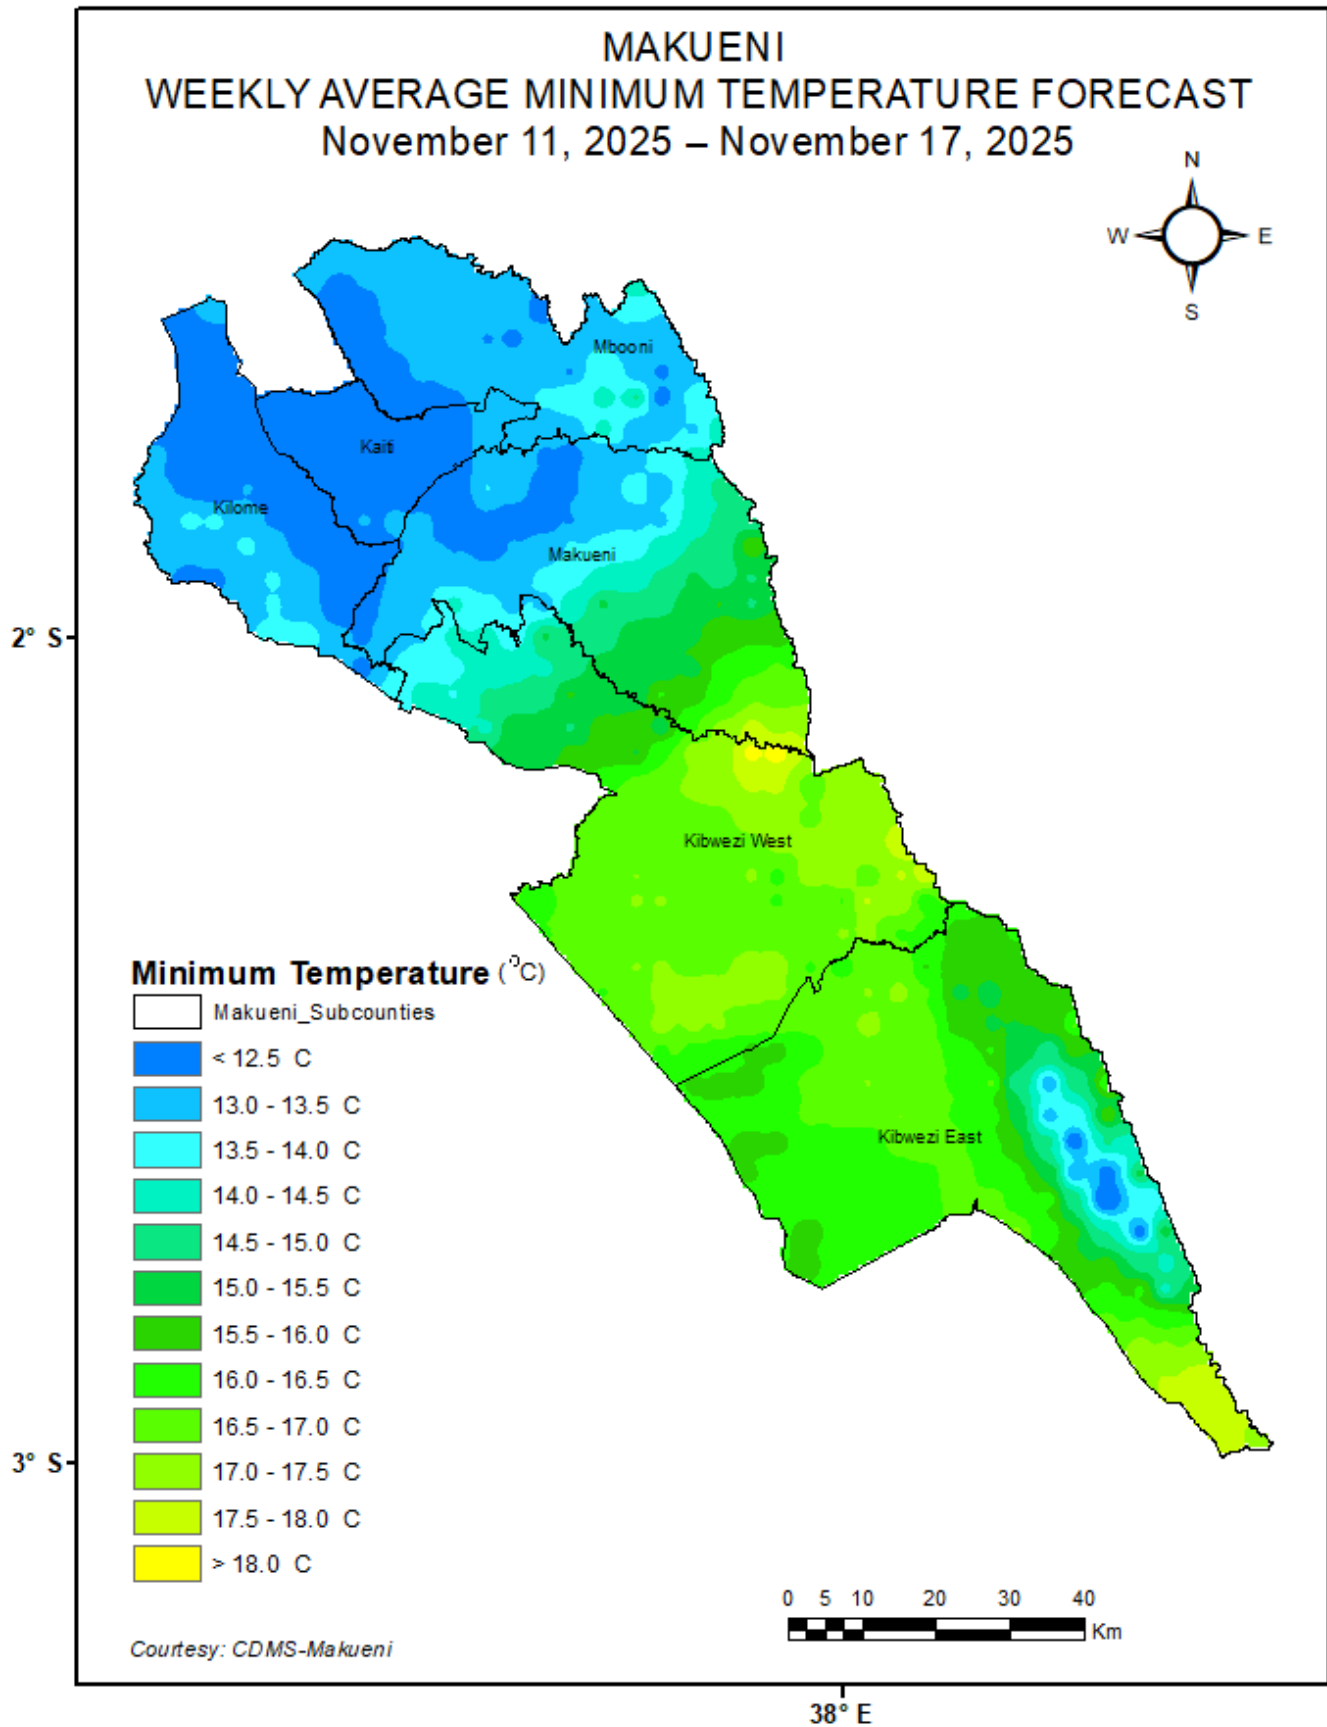 MAKUENI
WEEKLY AVERAGE MINIMUM TEMPERATURE FORECAST
November 11, 2025 – November 17, 2025
N
W E
S
Mbooni
Kaiti
Kilome
Makueni
2° S
Kibwezi West
Kibwezi East
Minimum Temperature (°C)
Makueni_Subcounties
< 12.5 C
13.0 - 13.5 C
13.5 - 14.0 C
14.0 - 14.5 C
14.5 - 15.0 C
15.0 - 15.5 C
15.5 - 16.0 C
16.0 - 16.5 C
16.5 - 17.0 C
3° S
17.0 - 17.5 C
17.5 - 18.0 C
> 18.0 C
0 5 10 20 30 40
Km
Courtesy: CDMS-Makueni
38° E